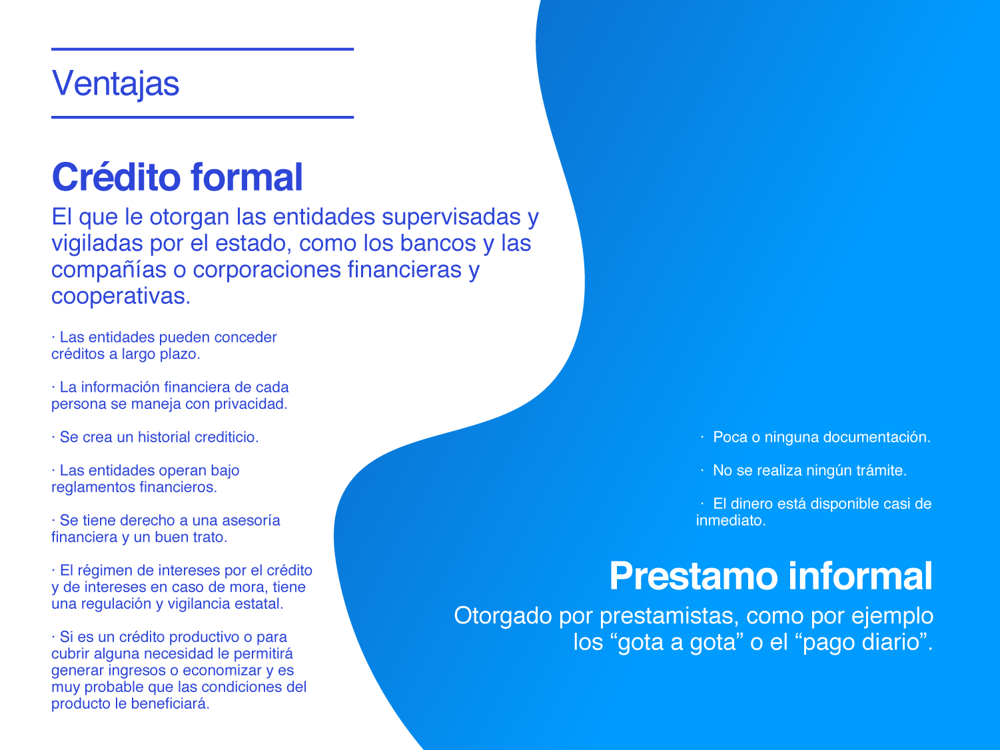 Ventajas
Crédito formal
El que le otorgan las entidades supervisadas y
vigiladas por el estado, como los bancos y las
compañías o corporaciones financieras y
cooperativas.
· Las entidades pueden conceder
créditos a largo plazo.
· La información financiera de cada
persona se maneja con privacidad.
· Se crea un historial crediticio.
· Las entidades operan bajo
reglamentos financieros.
· Se tiene derecho a una asesoría
financiera y un buen trato.
· El régimen de intereses por el crédito
y de intereses en caso de mora, tiene
una regulación y vigilancia estatal.
· Si es un crédito productivo o para
cubrir alguna necesidad le permitirá
generar ingresos o economizar y es
muy probable que las condiciones del
producto le beneficiará.
· Poca o ninguna documentación.
· No se realiza ningún trámite.
· El dinero está disponible casi de
inmediato.
Prestamo informal
Otorgado por prestamistas, como por ejemplo
los “gota a gota” o el “pago diario”.